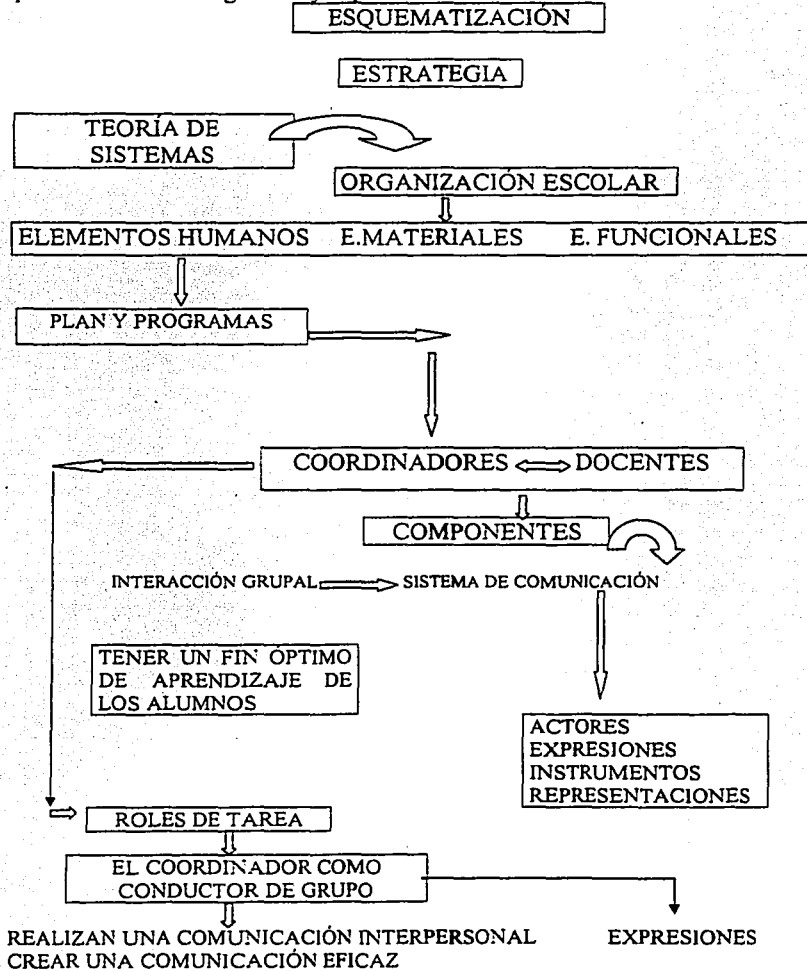 ESQUEMATIZACIÓN
ESTRATEGIA
TEORÍA DE
SISTEMAS
ORGANIZACIÓN ESCOLAR
ELEMENTOS HUMANOS E.MATERIALES E. FUNCIONALES
PLAN Y PROGRAMAS
COORDINADORES DOCENTES
COMPONENTES
INTERACCIÓN GRUPAL SISTEMA DE COMUNICACIÓN
TENER UN FIN ÓPTIMO
DE APRENDIZAJE DE
LOS ALUMNOS
ACTORES
EXPRESIONES
INSTRUMENTOS
REPRESENTACIONES
ROLES DE TAREA
EL COORDINADOR COMO
CONDUCTOR DE GRUPO
REALIZAN UNA COMUNICACIÓN INTERPERSONAL EXPRESIONES
CREAR UNA COMUNICACIÓN EFICAZ